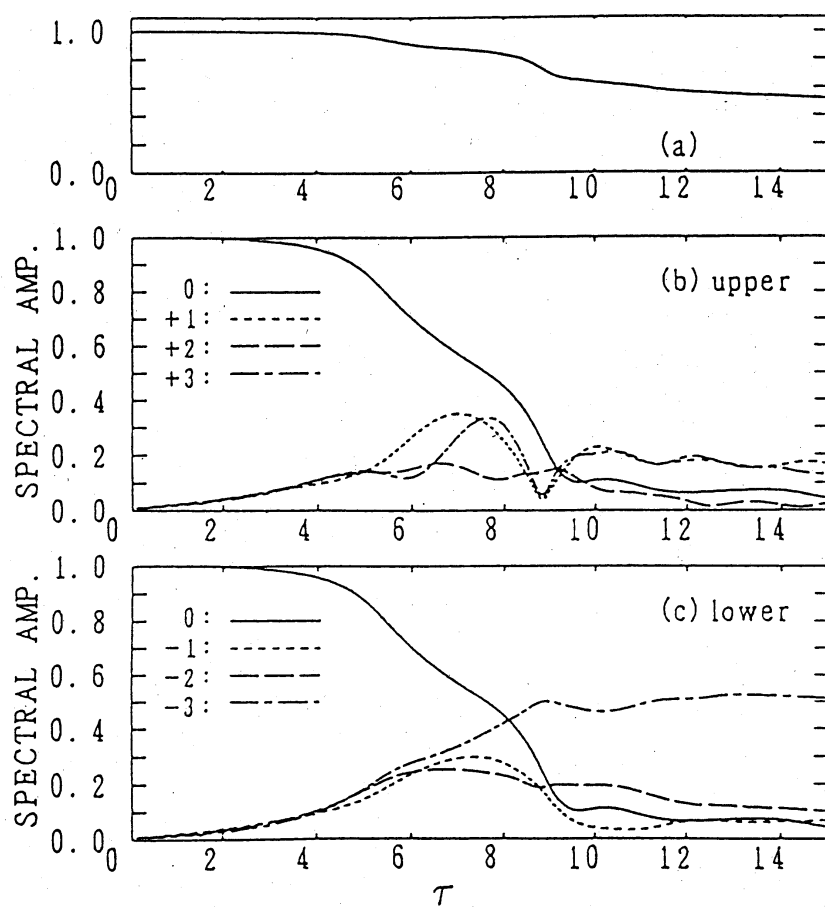 1. 0
(a)
0. 0
0 2 4 6 8 10 12 14
1. 0
(b) upper
0 :
0. 8
+1 :
+2 :
0. 6
+3 :
0. 4
0. 2
0. 0
SPECTRAL AMP.
0 2 4 6 8 10 12 14
1. 0
(c) lower
0 :
0. 8
-1 :
-2 :
0. 6
-3 :
0. 4
0. 2
0. 0
SPECTRAL AMP.
0 2 4 6 8 10 12 14
τ